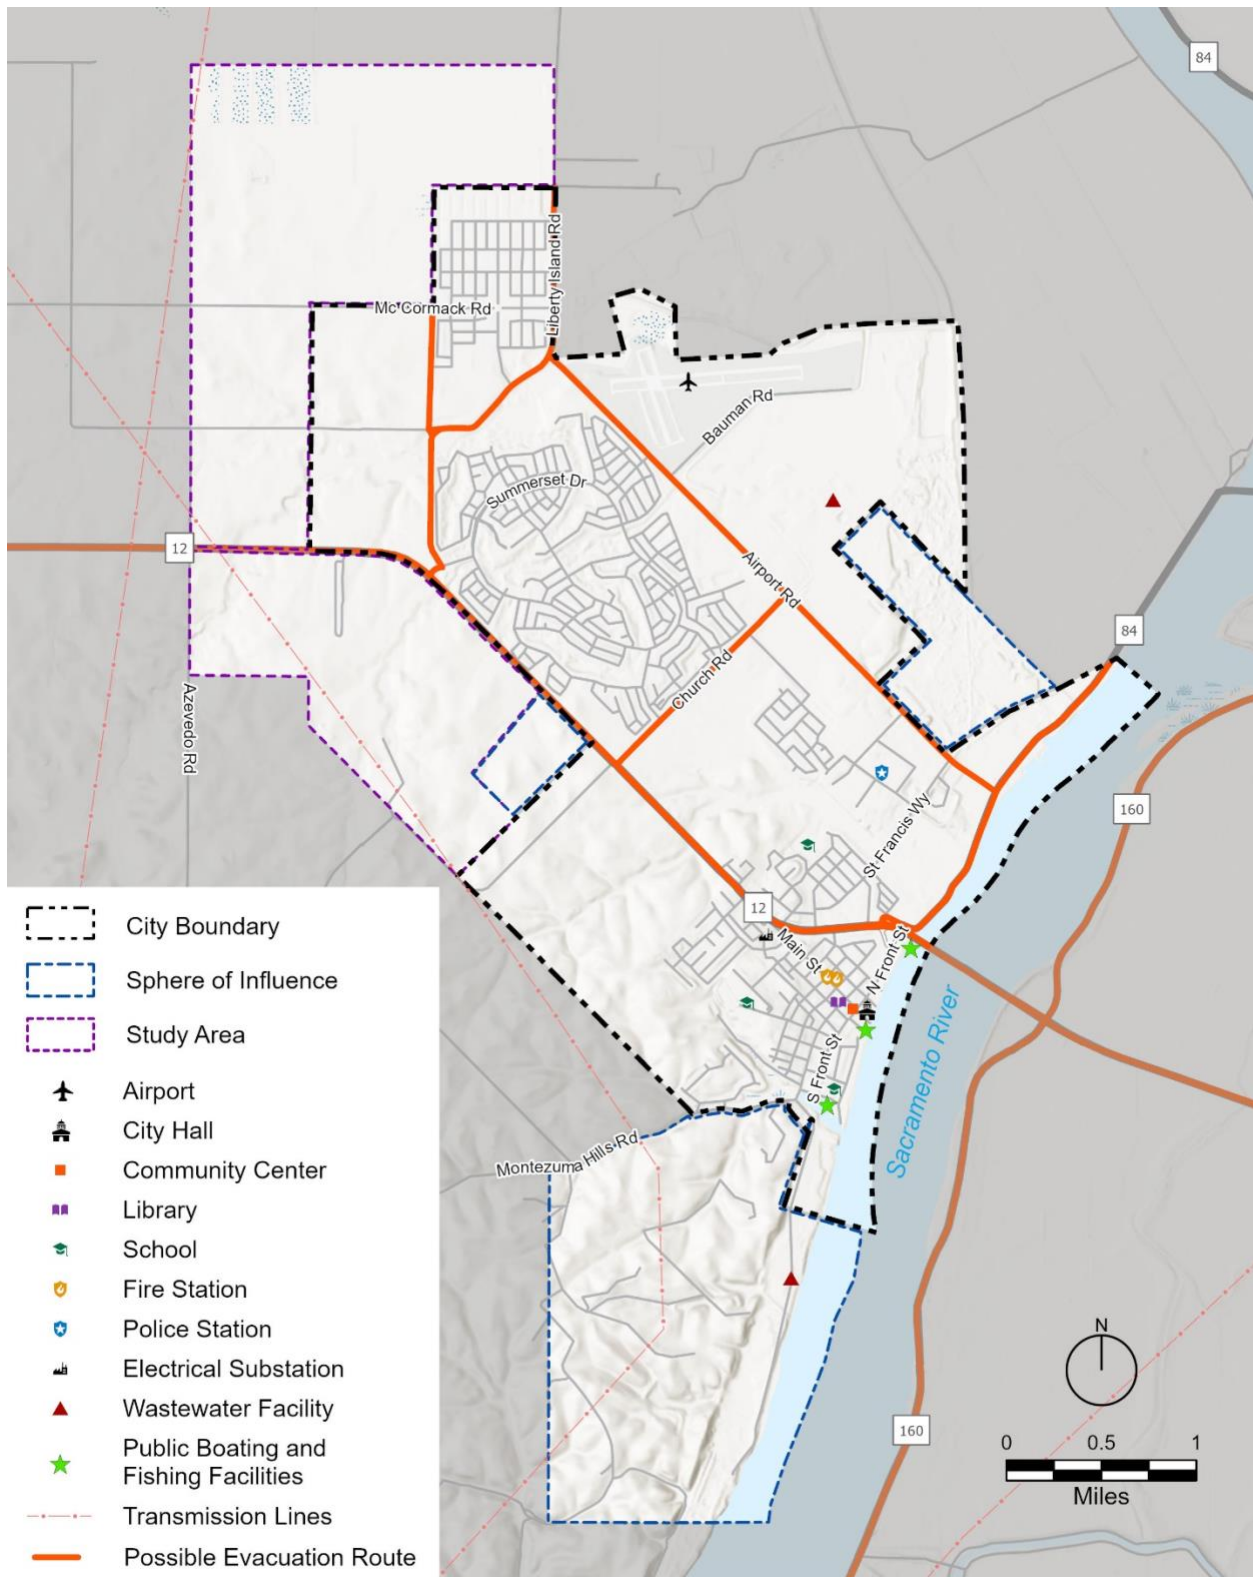 84
Liberty Island Rd
Mc Cormack Rd
Bauman Rd
Summerset Dr
12
Airport Rd
84
Church Rd
Azevedo Rd
160
St Francis Wy
12
Main St
N Front St
Sacramento River
S Front St
Montezuma Hills Rd
City Boundary
Sphere of Influence
Study Area
Airport
City Hall
Community Center
Library
School
Fire Station
Police Station
Electrical Substation
Wastewater Facility
Public Boating and
Fishing Facilities
Transmission Lines
Possible Evacuation Route
N
160
0 0.5 1
Miles